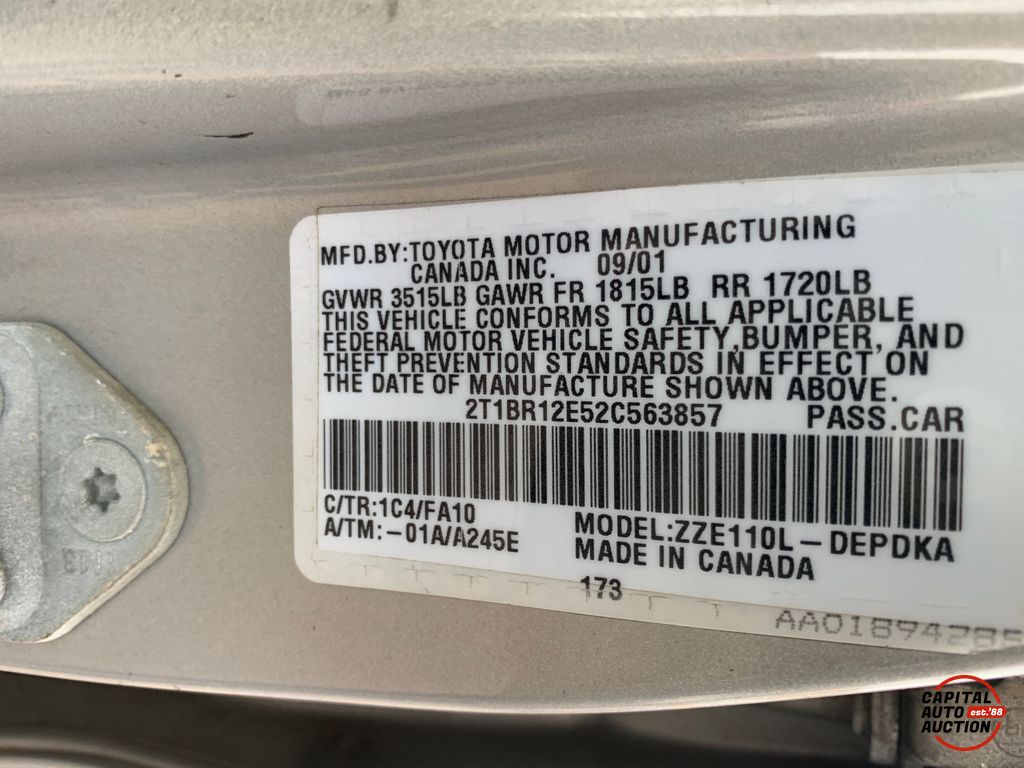 MFD.BY:TOYOTA MOTOR MANUFACTURING
CANADA INC. 09/01
GVWR 3515LB GAWR FR 1815LB RR 1720LB
THIS VEHICLE CONFORMS TO ALL APPLICABLE
FEDERAL MOTOR VEHICLE SAFETY,BUMPER, AND
THEFT PREVENTION STANDARDS IN EFFECT ON
THE DATE OF MANUFACTURE SHOWN ABOVE.
2T1BR12E52C563857 PASS.CAR
C/TR:1C4/FA10
A/TM:-01A/A245E
MODEL:ZZE110L-DEPDKA
MADE IN CANADA
173
CAPITAL
AUTO est.'88
AUCTION